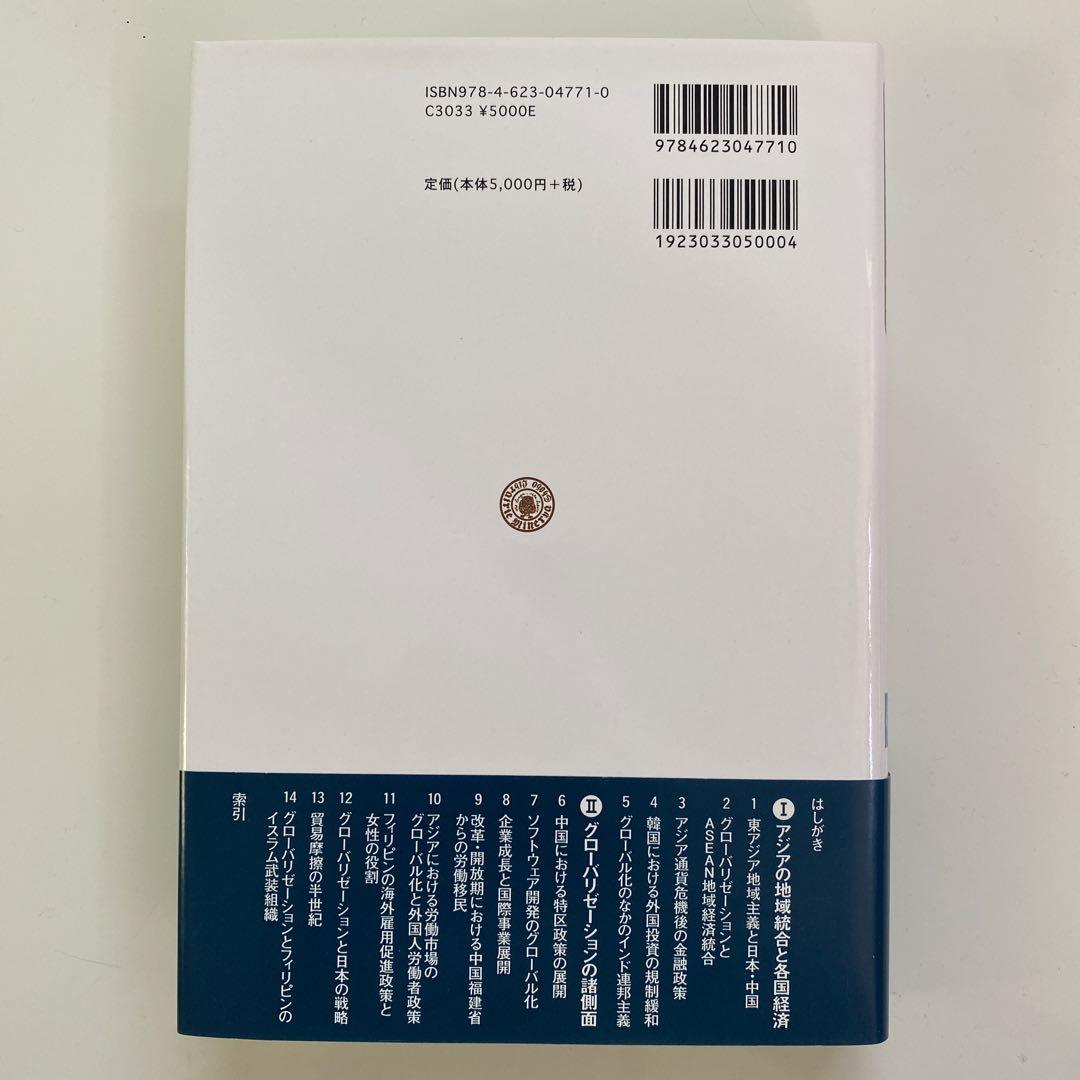 ISBN978-4-623-04771-0
C3033 ¥5000E
定価(本体5,000円+税)
9784623047710
1923033050004
はしがき
Ⅰ アジアの地域統合と各国経済
1 東アジア地域主義と日本・中国
2 グローバリゼーションと
ASEAN地域経済統合
3 アジア通貨危機後の金融政策
4 韓国における外国投資の規制緩和
5 グローバル化のなかのインド連邦主義
Ⅱ グローバリゼーションの諸側面
6 中国における特区政策の展開
7 ソフトウェア開発のグローバル化
8 企業成長と国際事業展開
9 改革・開放期における中国福建省
からの労働移民
10 アジアにおける労働市場の
グローバル化と外国人労働者政策
11 フィリピンの海外雇用促進政策と
女性の役割
12 グローバリゼーションと日本の戦略
13 貿易摩擦の半世紀
14 グローバリゼーションとフィリピンの
イスラム武装組織
索引
Minerva